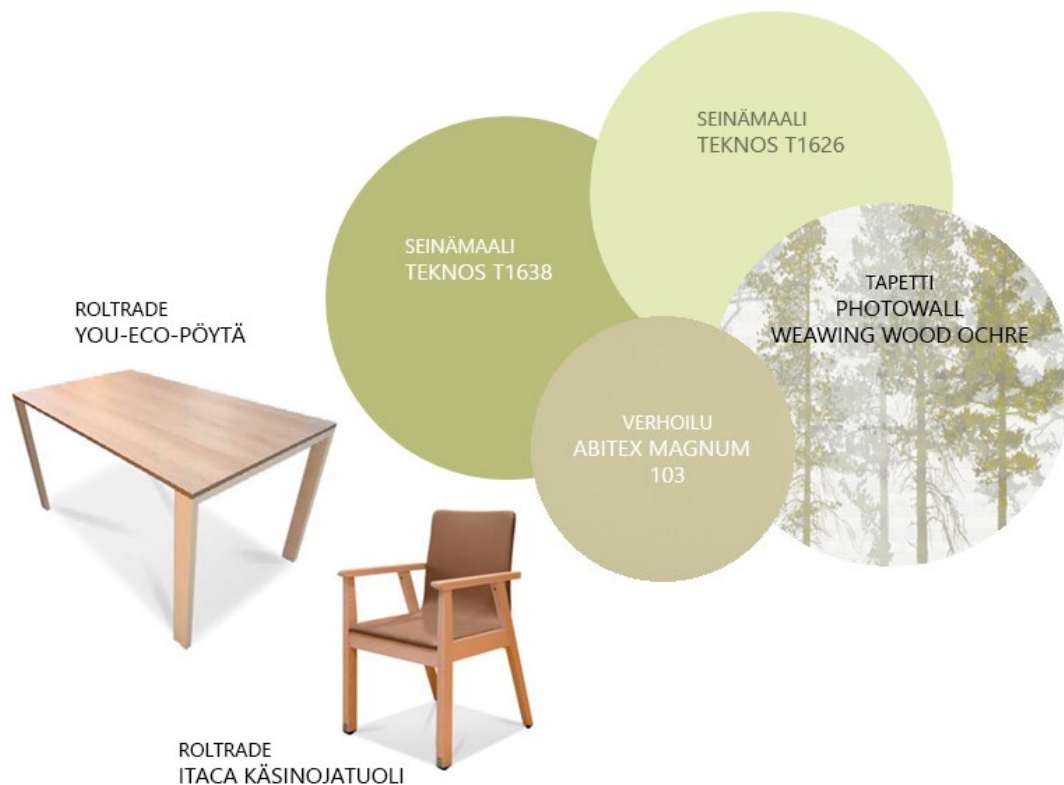 SEINÄMAALI
TEKNOS T1626
SEINÄMAALI
TEKNOS T1638
TAPETTI
PHOTOWALL
WEAWING WOOD OCHRE
ROLTRADE
YOU-ECO-PÖYTÄ
VERHOILU
ABITEX MAGNUM
103
ROLTRADE
ITACA KÄSINOJATUOLI